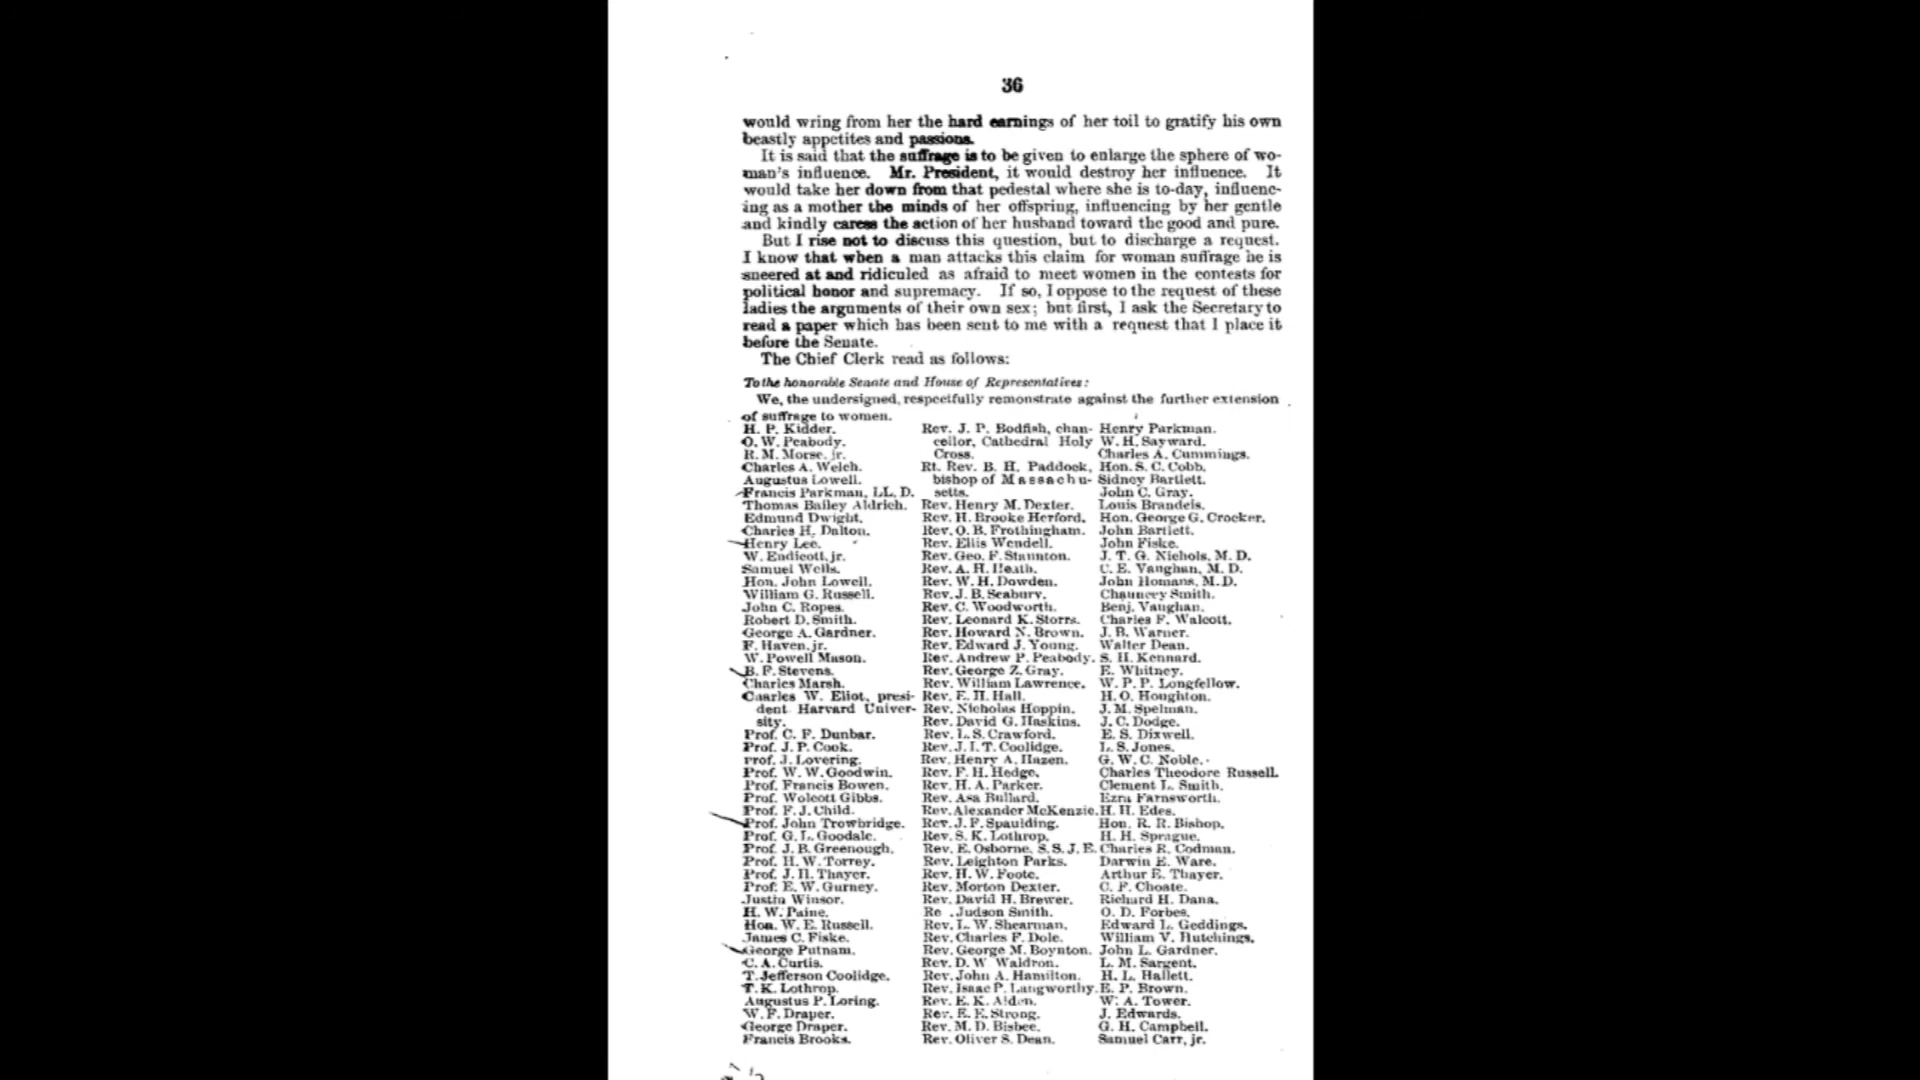 36
would wring from her the hard earnings of her toil to gratify his own
beastly appetites and passions.
It is said that the suffrage is to be given to enlarge the sphere of wo-
man's influence. Mr. President, it would destroy her influence. It
would take her down from that pedestal where she is to-day, influenc-
ing as a mother the minds of her offspring, influencing by her gentle
and kindly caress the action of her husband toward the good and pure.
But I rise not to discuss this question, but to discharge a request.
I know that when a man attacks this claim for woman suffrage he is
sneered at and ridiculed as afraid to meet women in the contests for
political honor and supremacy. If so, I oppose to the request of these
ladies the arguments of their own sex; but first, I ask the Secretary to
read a paper which has been sent to me with a request that I place it
before the Senate.
The Chief Clerk read as follows:
To the honorable Senate and House of Representatives:
We, the undersigned, respectfully remonstrate against the further extension
of suffrage to women.
H. P. Kidder.
O. W. Peabody.
R. M. Morse, jr.
Charles A. Welch.
Augustus Lowell.
Francis Parkman, LL. D.
Thomas Bailey Aldrich.
Edmund Dwight.
Charles H. Dalton.
Henry Lee.
W. Endicott, jr.
Samuel Wells.
Hon. John Lowell.
William G. Russell.
John C. Ropes.
Robert D. Smith.
George A. Gardner.
F. Haven, jr.
W. Powell Mason.
B. F. Stevens.
Charles Marsh.
Caarles W. Eliot, presi-
dent Harvard Univer-
sity.
Prof. C. F. Dunbar.
Prof. J. P. Cook.
Prof. J. Lovering.
Prof. W. W. Goodwin.
Prof. Francis Bowen.
Prof. Wolcott Gibbs.
Prof. F. J. Child.
Prof. John Trowbridge.
Prof. G. L. Goodale.
Prof. J. B. Greenough.
Prof. H. W. Torrey.
Prof. J. H. Thayer.
Prof. E. W. Gurney.
Justin Winsor.
H. W. Paine.
Hon. W. E. Russell.
James C. Fiske.
George Putnam.
C. A. Curtis.
T. Jefferson Coolidge.
T. K. Lothrop.
Augustus P. Loring.
W. F. Draper.
George Draper.
Francis Brooks.
Rev. J. P. Bodfish, chan-
cellor, Cathedral Holy
Cross.
Rt. Rev. B. H. Paddock,
bishop of Massachu-
setts.
Rev. Henry M. Dexter.
Rev. H. Brooke Herford.
Rev. O. B. Frothingham.
Rev. Ellis Wendell.
Rev. Geo. F. Staunton.
Rev. A. H. Heath.
Rev. W. H. Dowden.
Rev. J. B. Seabury.
Rev. C. Woodworth.
Rev. Leonard K. Storrs.
Rev. Howard N. Brown.
Rev. Edward J. Young.
Rev. Andrew P. Peabody.
Rev. George Z. Gray.
Rev. William Lawrence.
Rev. E. H. Hall.
Rev. Nicholas Hoppin.
Rev. David G. Haskins.
Rev. L. S. Crawford.
Rev. J. I. T. Coolidge.
Rev. Henry A. Hazen.
Rev. F. H. Hedge.
Rev. H. A. Parker.
Rev. Asa Bullard.
Rev. Alexander McKenzie.
Rev. J. F. Spaulding.
Rev. S. K. Lothrop.
Rev. E. Osborne, S. S. J. E.
Rev. Leighton Parks.
Rev. H. W. Foote.
Rev. Morton Dexter.
Rev. David H. Brewer.
Re . Judson Smith.
Rev. L. W. Shearman.
Rev. Charles F. Dole.
Rev. George M. Boynton.
Rev. D. W Waldron.
Rev. John A. Hamilton.
Rev. Isaac P. Langworthy.
Rev. E. K. Alden.
Rev. E. E. Strong.
Rev. M. D. Bisbee.
Rev. Oliver S. Dean.
Henry Parkman.
W. H. Sayward.
Charles A. Cummings.
Hon. S. C. Cobb.
Sidney Bartlett.
John C. Gray.
Louis Brandeis.
Hon. George G. Crocker.
John Bartlett.
John Fiske.
J. T. G. Nichols, M. D.
C. E. Vaughan, M. D.
John Homans, M. D.
Chauncey Smith.
Benj. Vaughan.
Charles F. Walcott.
J. B. Warner.
Walter Dean.
S. H. Kennard.
E. Whitney.
W. P. P. Longfellow.
H. O. Houghton.
J. M. Spelman.
J. C. Dodge.
E. S. Dixwell.
L. S. Jones.
G. W. C. Noble.
Charles Theodore Russell.
Clement L. Smith.
Ezra Farnsworth.
H. H. Edes.
Hon. R. R. Bishop.
H. H. Sprague.
Charles R. Codman.
Darwin E. Ware.
Arthur E. Thayer.
C. F. Choate.
Richard H. Dana.
O. D. Forbes.
Edward L. Geddings.
William V. Hutchings.
John L. Gardner.
L. M. Sargent.
H. L. Hallett.
E. P. Brown.
W. A. Tower.
J. Edwards.
G. H. Campbell.
Samuel Carr, jr.